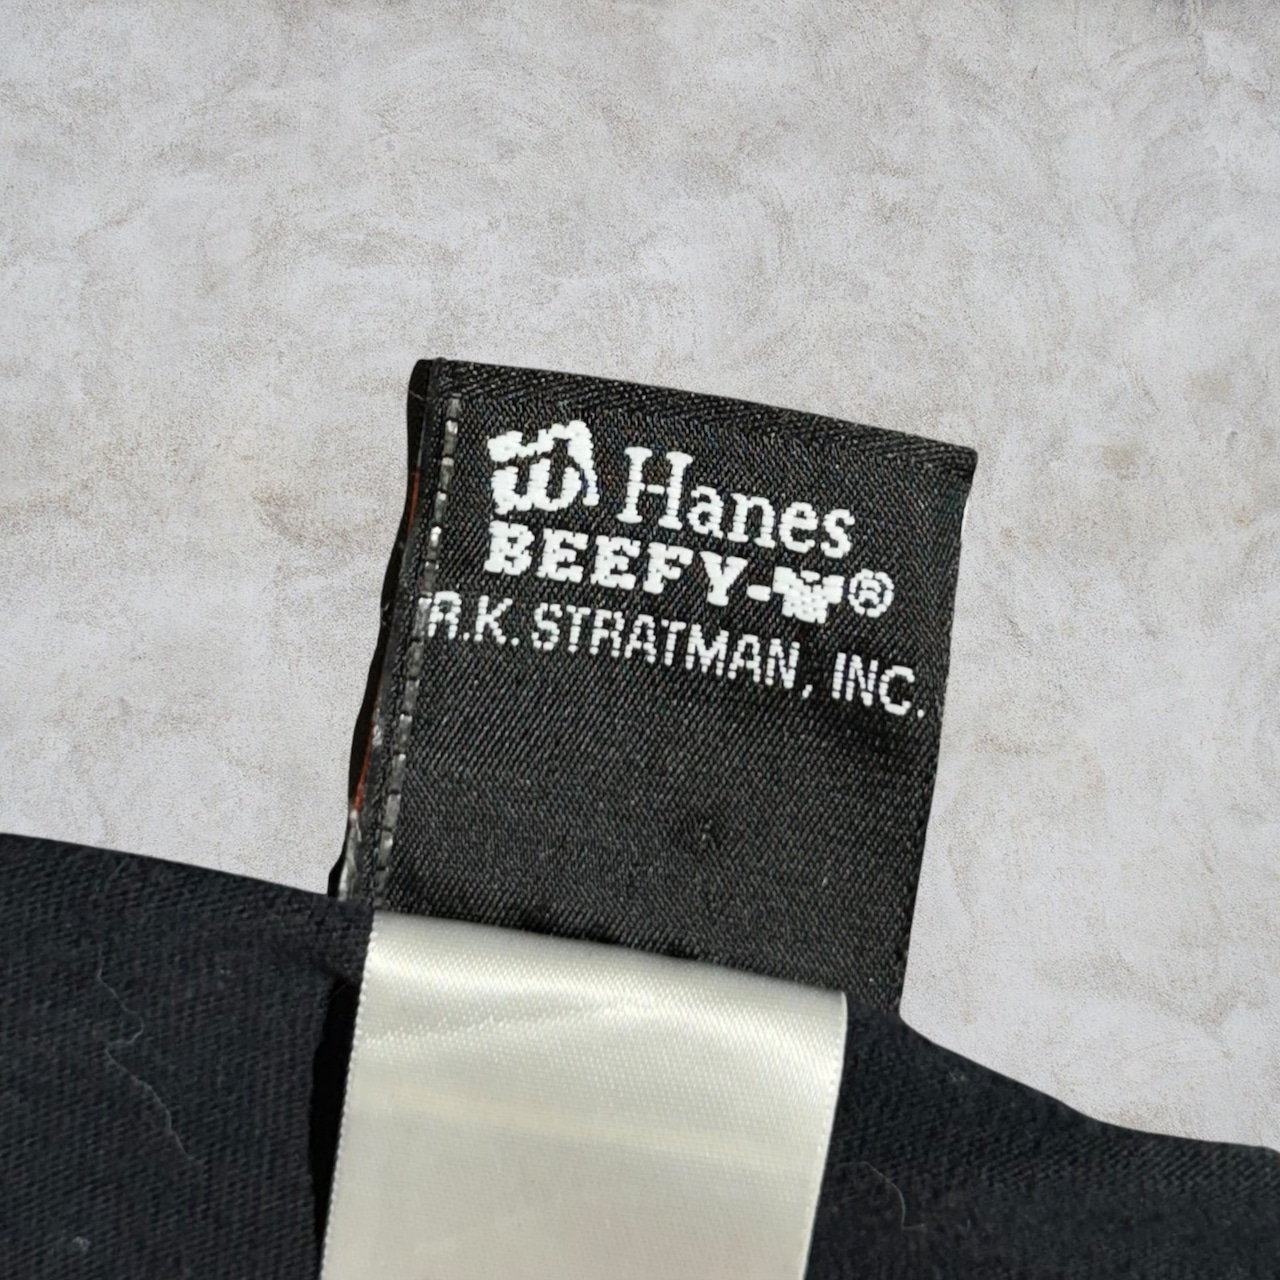 Hanes
BEEFY-T®
R.K. STRATMAN, INC.